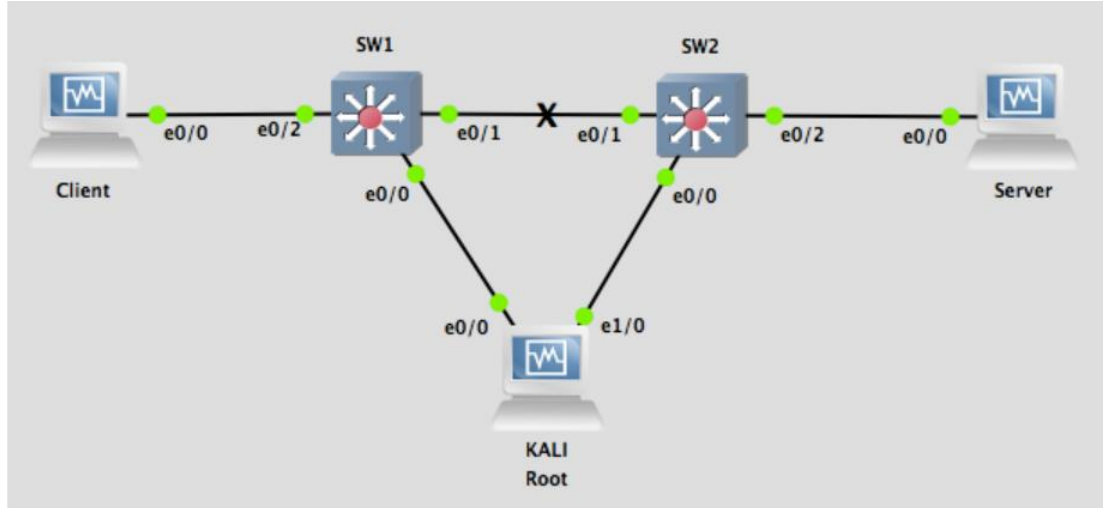 SW1
SW2
e0/0
e0/2
e0/1
X
e0/1
e0/2
e0/0
Client
e0/0
e0/0
Server
e0/0
e1/0
KALI
Root